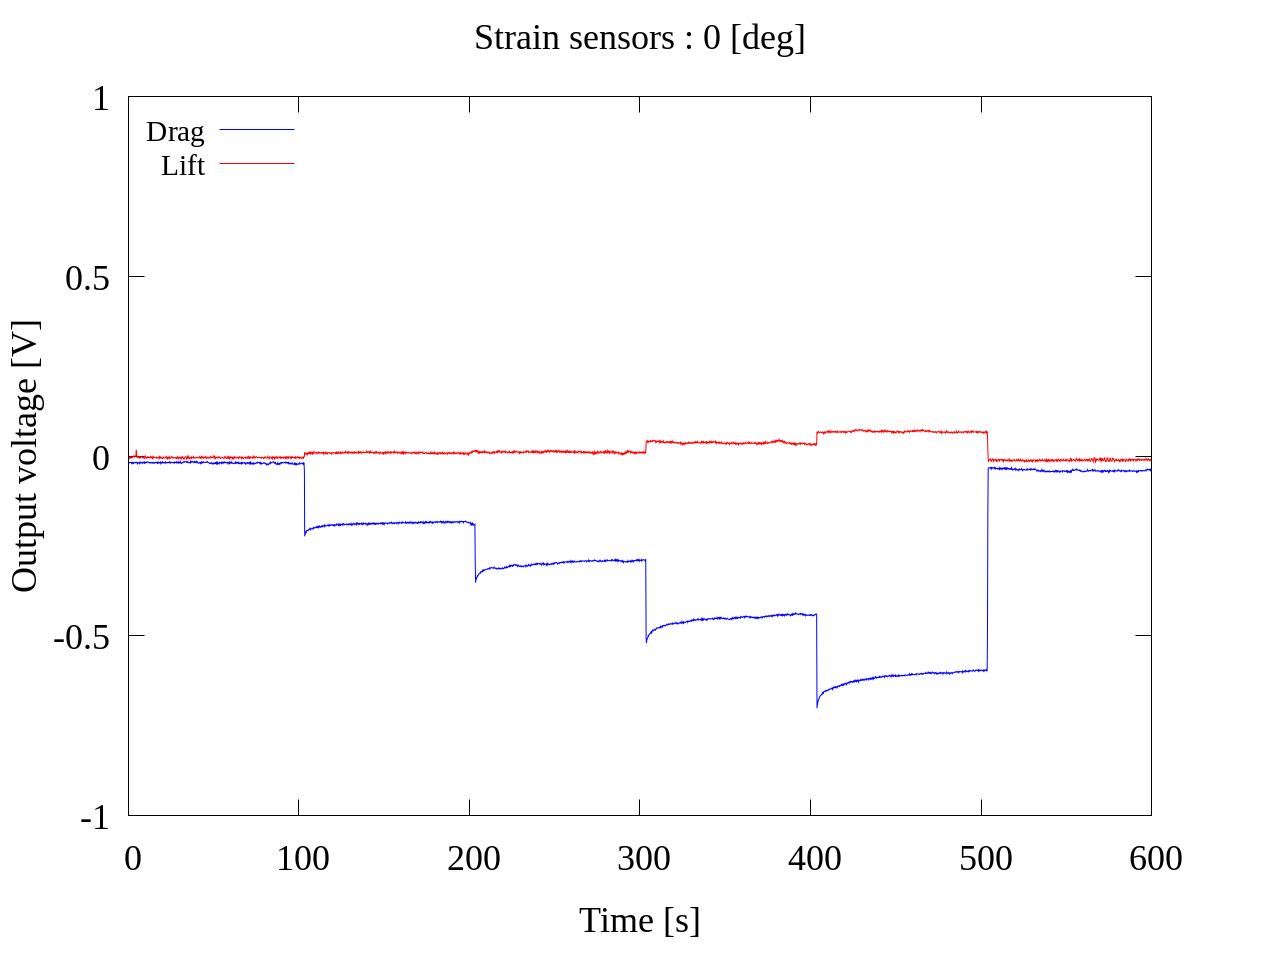 Strain sensors : 0 [deg]
1
0.5
0
-0.5
-1
Drag
Lift
Output voltage [V]
0 100 200 300 400 500 600
Time [s]